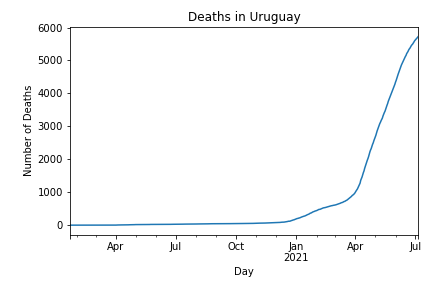 Deaths in Uruguay
6000
5000
4000
3000
2000
1000
0
Number of Deaths
Apr
Jul
Oct
Jan
2021
Apr
Jul
Day